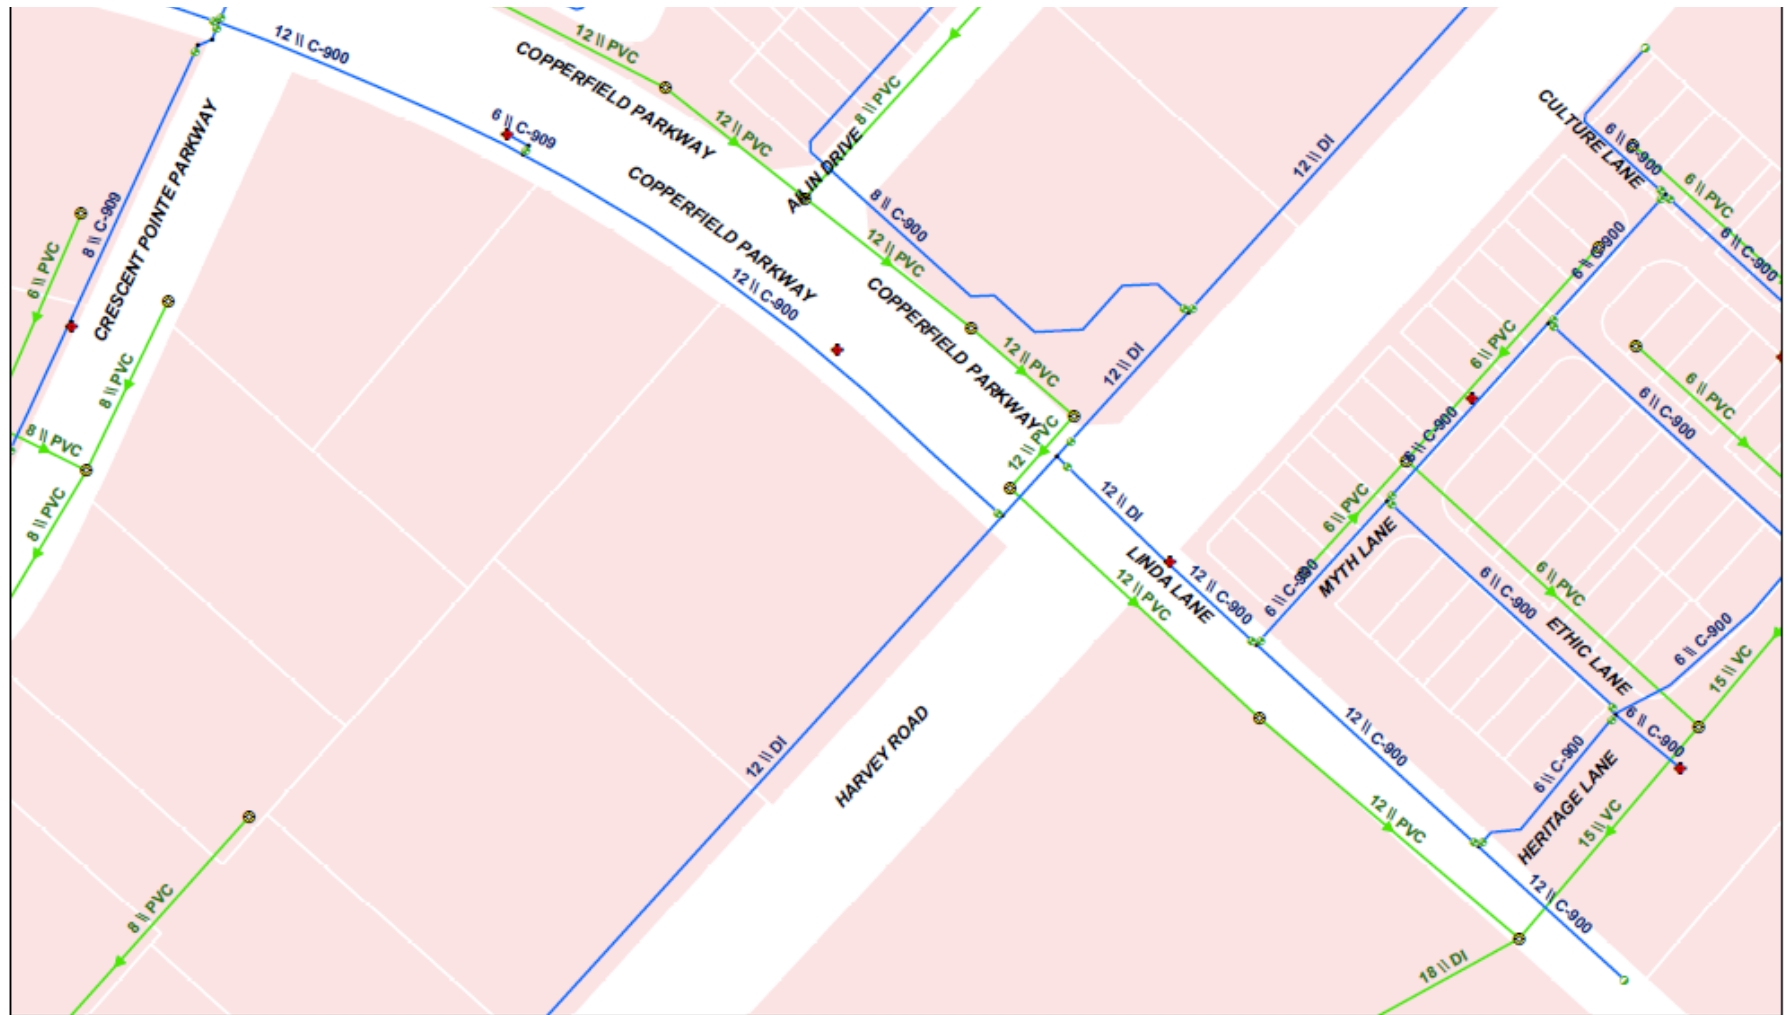 12 \\ C-900
12 \\ PVC
COPPERFIELD PARKWAY
8 \\ PVC
6 \\ C-909
12 \\ PVC
CRESCENT POINTE PARKWAY
8 \\ C-909
6 \\ PVC
8 \\ PVC
8 \\ PVC
8 \\ PVC
COPPERFIELD PARKWAY
12 \\ C-900
DRIVE
8 \\ C-900
12 \\ PVC
COPPERFIELD PARKWAY
12 \\ PVC
12 \\ DI
12 \\ DI
12 \\ PVC
CULTURE LANE
6 \\ C-900
6 \\ PVC
6 \\ C-900
6 \\ C-900
6 \\ PVC
6 \\ PVC
6 \\ C-900
6 \\ C-900
6 \\ PVC
MYTH LANE
6 \\ C-900
12 \\ DI
LINDA LANE
12 \\ C-900
12 \\ PVC
6 \\ C-900
6 \\ PVC
ETHIC LANE
6 \\ C-900
15 \\ VC
6 \\ C-900
6 \\ C-900
HERITAGE LANE
15 \\ VC
12 \\ C-900
12 \\ DI
HARVEY ROAD
12 \\ PVC
12 \\ C-900
8 \\ PVC
18 \\ DI